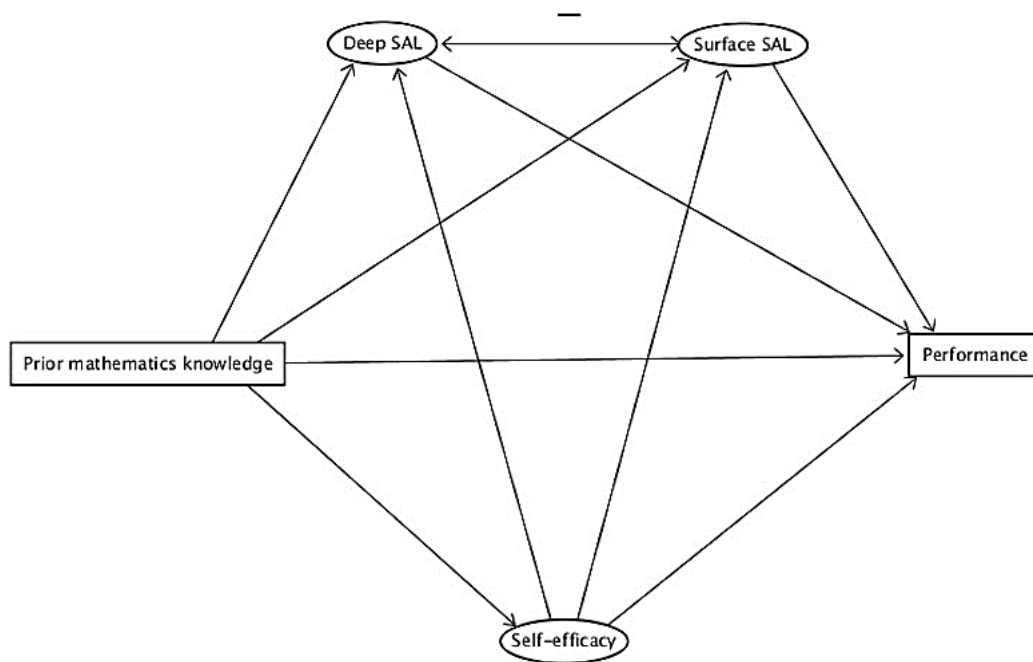 —
Deep SAL
Surface SAL
Prior mathematics knowledge
Performance
Self-efficacy